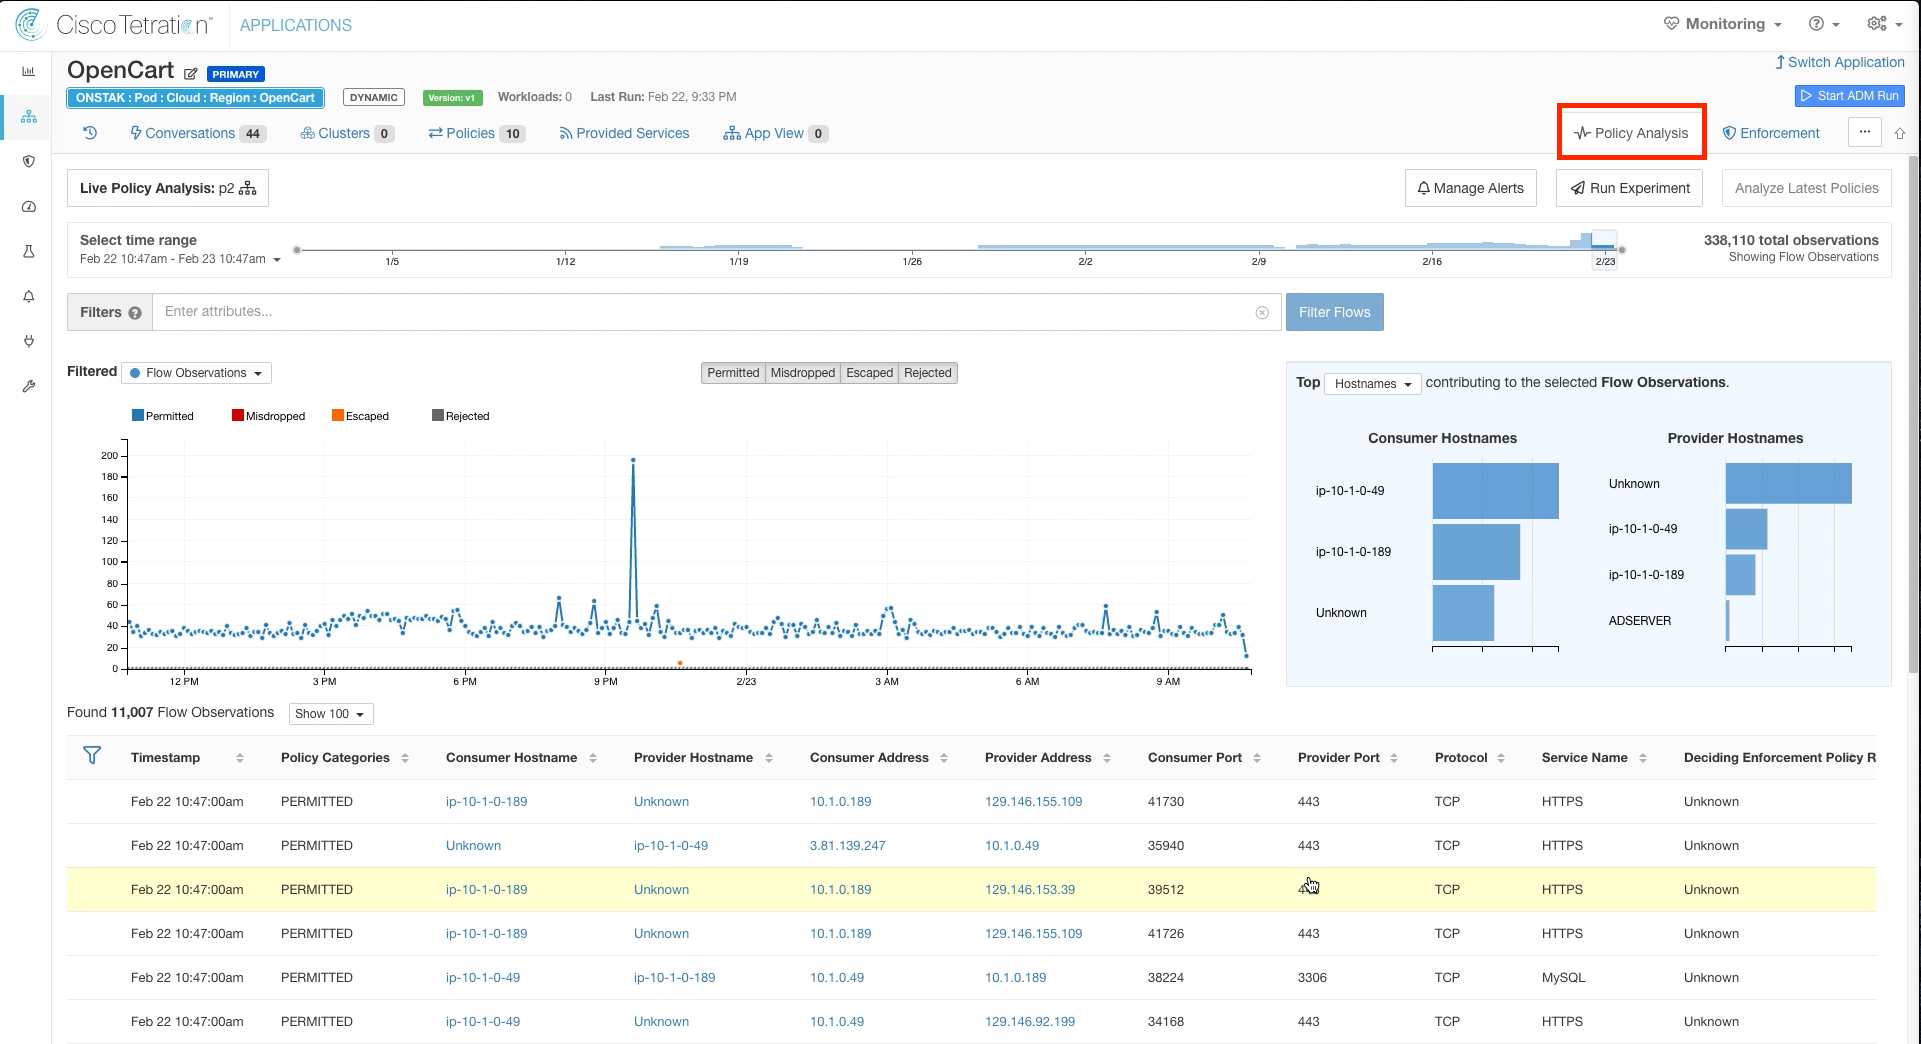 Cisco Tetration™ APPLICATIONS Monitoring
OpenCart PRIMARY
Switch Application
ONSTAK : Pod : Cloud : Region : OpenCart DYNAMIC Version: v1 Workloads: 0 Last Run: Feb 22, 9:33 PM
Start ADM Run
Conversations 44 Clusters 0 Policies 10 Provided Services App View 0 Policy Analysis Enforcement ...
Live Policy Analysis: p2 Manage Alerts Run Experiment Analyze Latest Policies
Select time range
Feb 22 10:47am - Feb 23 10:47am
1/5 1/12 1/19 1/26 2/2 2/9 2/16 2/23
338,110 total observations
Showing Flow Observations
Filters ? Enter attributes... Filter Flows
Filtered Flow Observations Permitted Misdropped Escaped Rejected
Permitted Misdropped Escaped Rejected
200
180
160
140
120
100
80
60
40
20
0
12 PM 3 PM 6 PM 9 PM 2/23 3 AM 6 AM 9 AM
Top Hostnames contributing to the selected Flow Observations.
Consumer Hostnames
ip-10-1-0-49
ip-10-1-0-189
Unknown
Provider Hostnames
Unknown
ip-10-1-0-49
ip-10-1-0-189
ADSERVER
Found 11,007 Flow Observations Show 100
Timestamp Policy Categories Consumer Hostname Provider Hostname Consumer Address Provider Address Consumer Port Provider Port Protocol Service Name Deciding Enforcement Policy R
Feb 22 10:47:00am PERMITTED ip-10-1-0-189 Unknown 10.1.0.189 129.146.155.109 41730 443 TCP HTTPS Unknown
Feb 22 10:47:00am PERMITTED Unknown ip-10-1-0-49 3.81.139.247 10.1.0.49 35940 443 TCP HTTPS Unknown
Feb 22 10:47:00am PERMITTED ip-10-1-0-189 Unknown 10.1.0.189 129.146.153.39 39512 TCP HTTPS Unknown
Feb 22 10:47:00am PERMITTED ip-10-1-0-189 Unknown 10.1.0.189 129.146.155.109 41726 443 TCP HTTPS Unknown
Feb 22 10:47:00am PERMITTED ip-10-1-0-49 ip-10-1-0-189 10.1.0.49 10.1.0.189 38224 3306 TCP MySQL Unknown
Feb 22 10:47:00am PERMITTED ip-10-1-0-49 Unknown 10.1.0.49 129.146.92.199 34168 443 TCP HTTPS Unknown